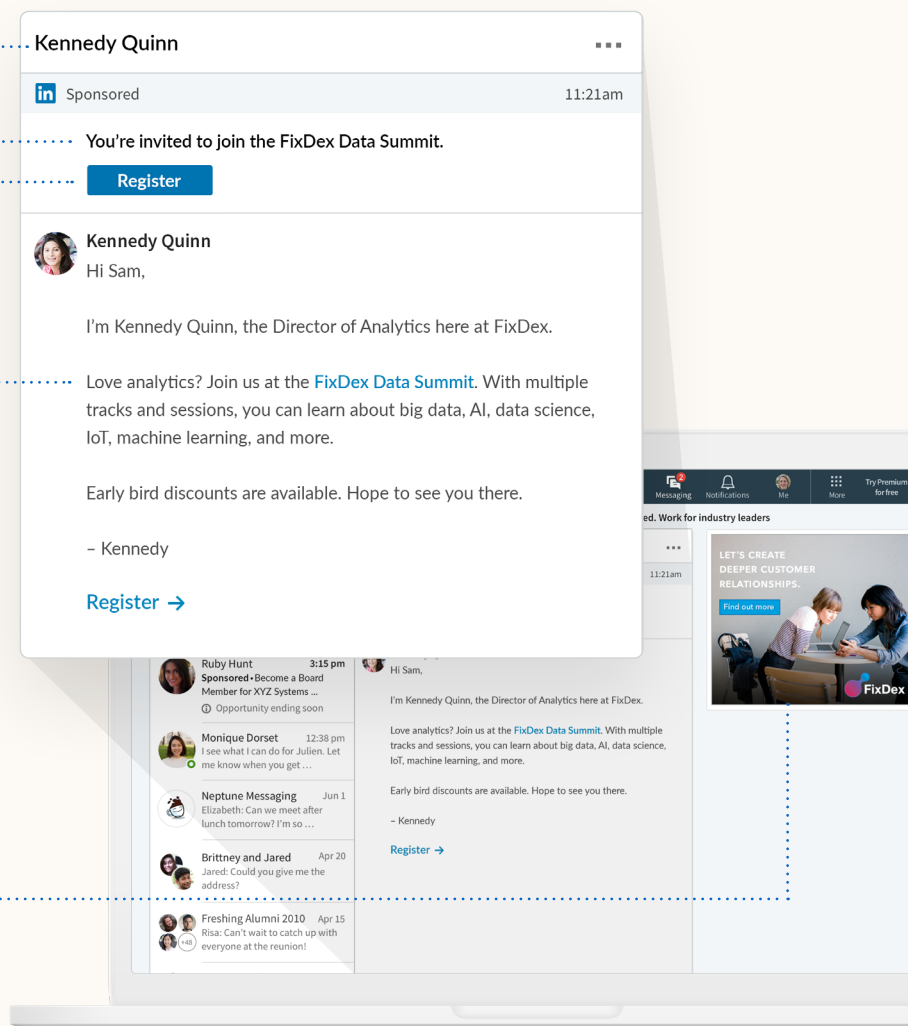 Kennedy Quinn
in Sponsored 11:21am
You're invited to join the FixDex Data Summit.
Register
Kennedy Quinn
Hi Sam,
I'm Kennedy Quinn, the Director of Analytics here at FixDex.
Love analytics? Join us at the FixDex Data Summit. With multiple
tracks and sessions, you can learn about big data, AI, data science,
IoT, machine learning, and more.
Early bird discounts are available. Hope to see you there.
– Kennedy
Register →
2
Messaging Notifications Me More Try Premium
for free
ed. Work for industry leaders
11:21am
LET'S CREATE
DEEPER CUSTOMER
RELATIONSHIPS.
Find out more
FixDex
Ruby Hunt 3:15 pm
Sponsored • Become a Board
Member for XYZ Systems ...
Opportunity ending soon
Monique Dorset 12:38 pm
I see what I can do for Julien. Let
me know when you get ...
Neptune Messaging Jun 1
Elizabeth: Can we meet after
lunch tomorrow? I'm so ...
Brittney and Jared Apr 20
Jared: Could you give me the
address?
Freshing Alumni 2010 Apr 15
Risa: Can't wait to catch up with
everyone at the reunion!
+48
Hi Sam,
I'm Kennedy Quinn, the Director of Analytics here at FixDex.
Love analytics? Join us at the FixDex Data Summit. With multiple
tracks and sessions, you can learn about big data, AI, data science,
IoT, machine learning, and more.
Early bird discounts are available. Hope to see you there.
– Kennedy
Register →